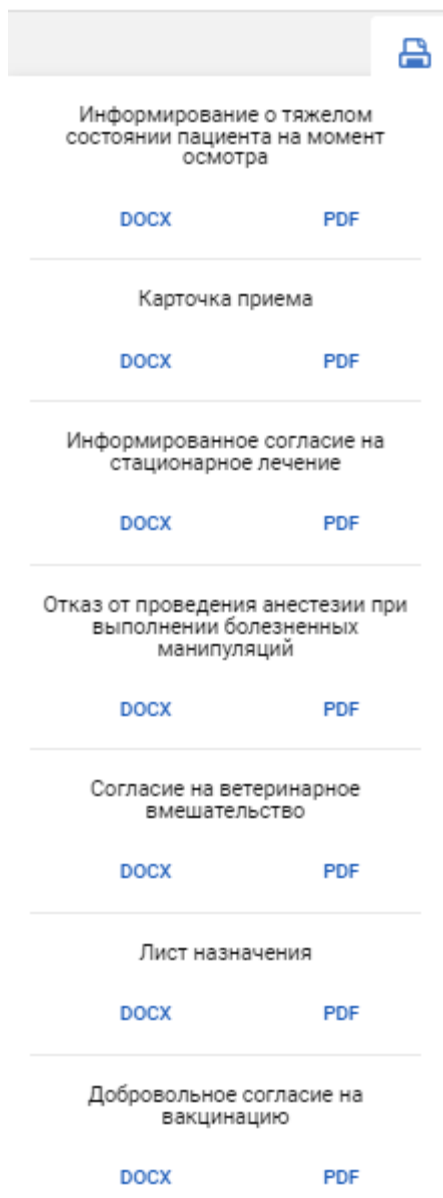 Информирование о тяжелом
состоянии пациента на момент
осмотра
DOCX PDF
Карточка приема
DOCX PDF
Информированное согласие на
стационарное лечение
DOCX PDF
Отказ от проведения анестезии при
выполнении болезненных
манипуляций
DOCX PDF
Согласие на ветеринарное
вмешательство
DOCX PDF
Лист назначения
DOCX PDF
Добровольное согласие на
вакцинацию
DOCX PDF